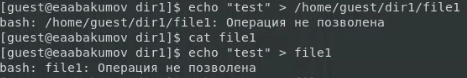 [guest@eaabakumov dir1]$ echo "test" > /home/guest/dir1/file1
bash: /home/guest/dir1/file1: Операция не позволена
[guest@eaabakumov dir1]$ cat file1
[guest@eaabakumov dir1]$ echo "test" > file1
bash: file1: Операция не позволена